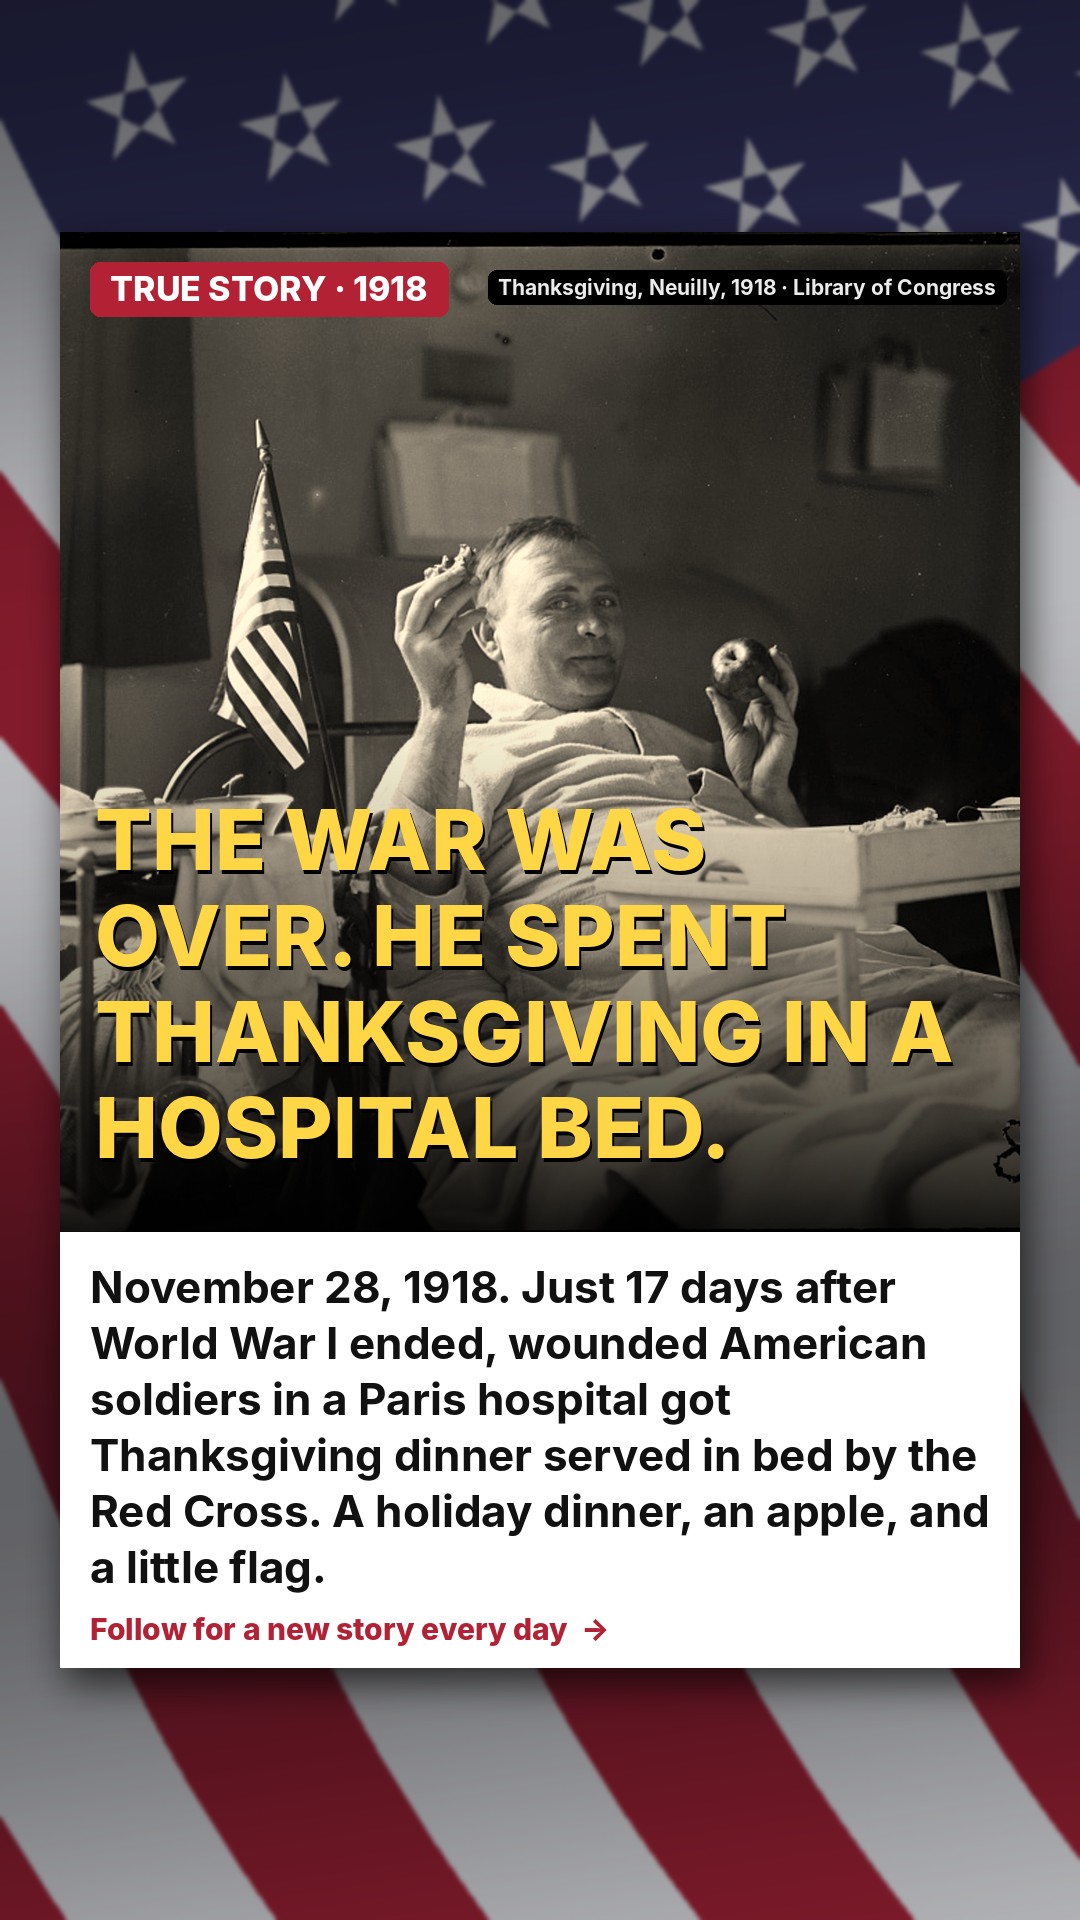 TRUE STORY · 1918
Thanksgiving, Neuilly, 1918 · Library of Congress
THE WAR WAS
OVER. HE SPENT
THANKSGIVING IN A
HOSPITAL BED.
November 28, 1918. Just 17 days after
World War I ended, wounded American
soldiers in a Paris hospital got
Thanksgiving dinner served in bed by the
Red Cross. A holiday dinner, an apple, and
a little flag.
Follow for a new story every day →